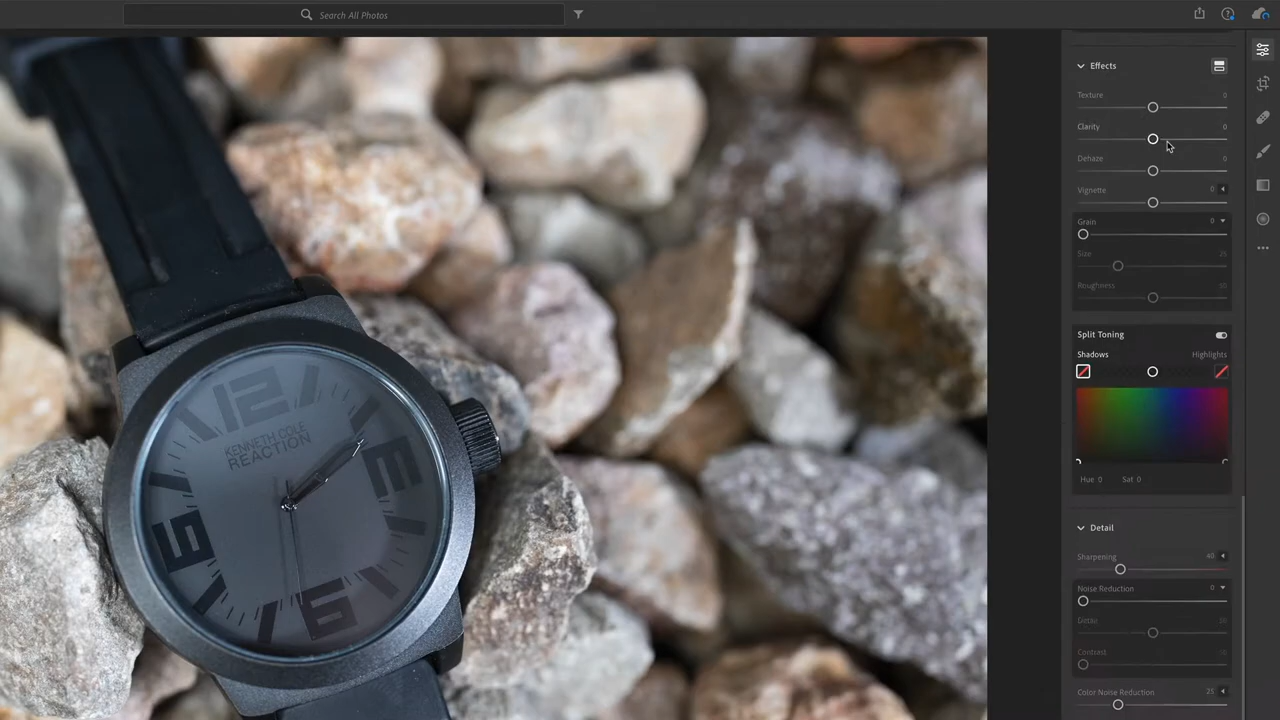 Search All Photos
Effects
Texture 0
Clarity 0
Dehaze 0
Vignette 0
Grain 0
Size 25
Roughness
Split Toning
Shadows Highlights
Hue 0 Sat 0
Detail
Sharpening 40
Noise Reduction 0
Detail
Contrast
Color Noise Reduction 25
12
KENNETH COLE
REACTION
3
9
6